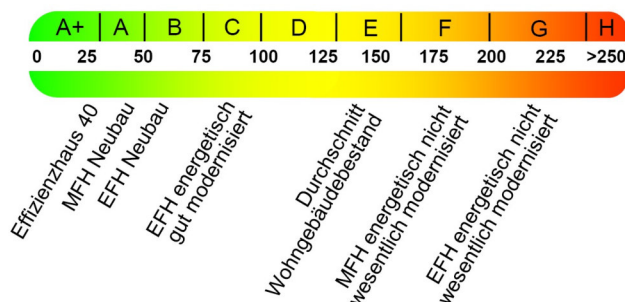 A+ A B C D E F G H
0 25 50 75 100 125 150 175 200 225 >250
Effizienzhaus 40
MFH Neubau
EFH Neubau
EFH energetisch
gut modernisiert
Durchschnitt
Wohngebäudebestand
MFH energetisch nicht
wesentlich modernisiert
EFH energetisch nicht
wesentlich modernisiert